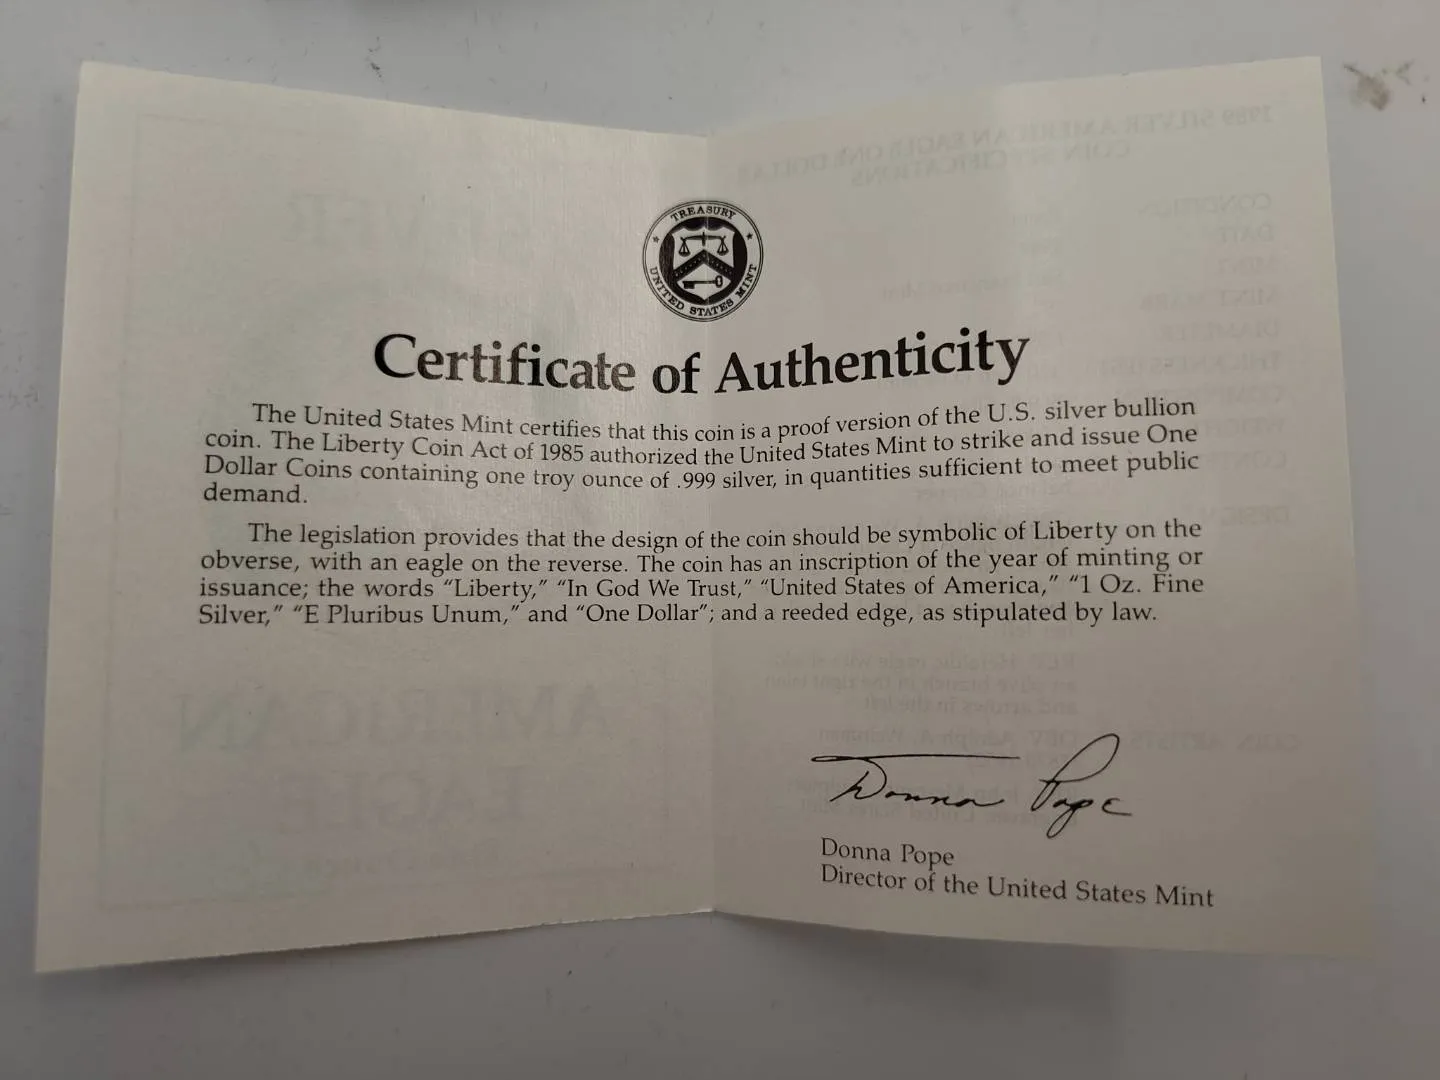 TREASURY
UNITED STATES MINT
Certificate of Authenticity
The United States Mint certifies that this coin is a proof version of the U.S. silver bullion
coin. The Liberty Coin Act of 1985 authorized the United States Mint to strike and issue One
Dollar Coins containing one troy ounce of .999 silver, in quantities sufficient to meet public
demand.
The legislation provides that the design of the coin should be symbolic of Liberty on the
obverse, with an eagle on the reverse. The coin has an inscription of the year of minting or
issuance; the words “Liberty,” “In God We Trust,” “United States of America,” “1 Oz. Fine
Silver,” “E Pluribus Unum,” and “One Dollar”; and a reeded edge, as stipulated by law.
Donna Pope
Donna Pope
Director of the United States Mint